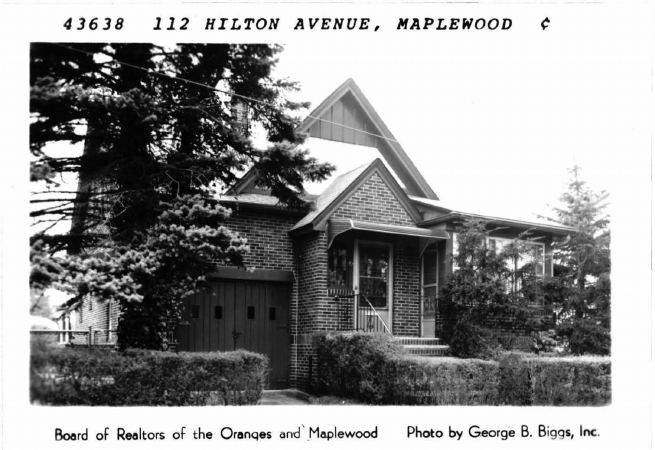 43638 112 HILTON AVENUE, MAPLEWOOD ¢
Board of Realtors of the Oranges and Maplewood Photo by George B. Biggs, Inc.